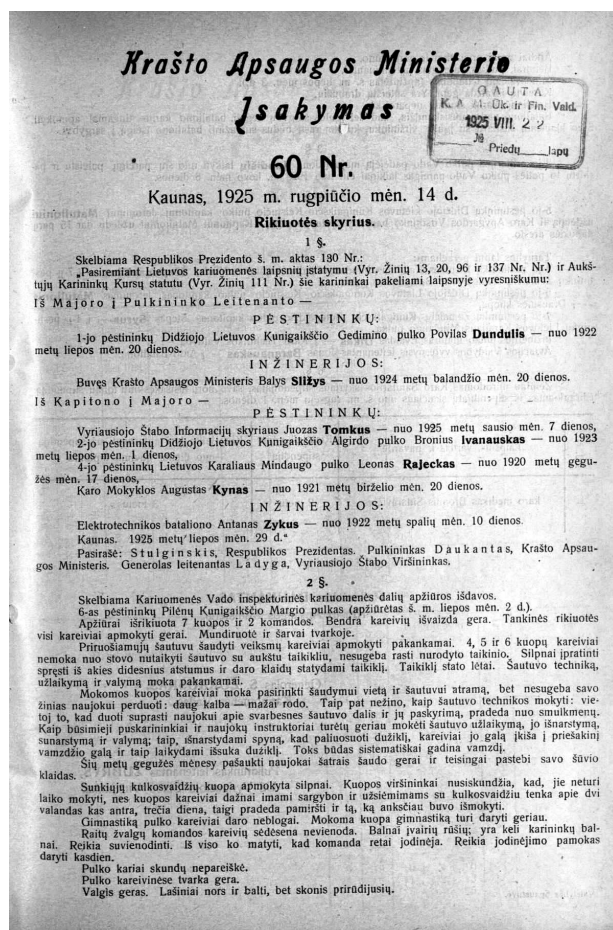 Krašto Apsaugos Ministerio
Įsakymas
GAUTA
K. A. M. Ūk. ir Fin. Vald.
1925 VIII. 2 2
№
Priedų lapų
60 Nr.
Kaunas, 1925 m. rugpiūčio mėn. 14 d.
Rikiuotės skyrius.
1 §.
Skelbiama Respublikos Prezidento š. m. aktas 130 Nr.:
„Pasiremiant Lietuvos kariuomenės laipsnių įstatymu (Vyr. Žinių 13, 20, 96 ir 137 Nr. Nr.) ir Aukš-
tųjų Karininkų Kursų statutu (Vyr. Žinių 111 Nr.) šie karininkai pakeliami laipsnyje vyresniškumu:
Iš Majoro į Pulkininko Leitenanto —
PĖSTININKŲ:
1-jo pėstininkų Didžiojo Lietuvos Kunigaikščio Gedimino pulko Povilas Dundulis — nuo 1922
metų liepos mėn. 20 dienos.
INŽINERIJOS:
Buvęs Krašto Apsaugos Ministeris Balys Sližys — nuo 1924 metų balandžio mėn. 20 dienos.
Iš Kapitono į Majoro —
PĖSTININKŲ:
Vyriausiojo Štabo Informacijų skyriaus Juozas Tomkus — nuo 1925 metų sausio mėn. 7 dienos,
2-jo pėstininkų Didžiojo Lietuvos Kunigaikščio Algirdo pulko Bronius Ivanauskas — nuo 1923
metų liepos mėn. 1 dienos,
4-jo pėstininkų Lietuvos Karaliaus Mindaugo pulko Leonas Rajeckas — nuo 1920 metų gegu-
žės mėn. 17 dienos,
Karo Mokyklos Augustas Kynas — nuo 1921 metų birželio mėn. 20 dienos.
INŽINERIJOS:
Elektrotechnikos bataliono Antanas Zykus — nuo 1922 metų spalių mėn. 10 dienos.
Kaunas. 1925 metų liepos mėn. 29 d.“
Pasirašė: Stulginskis, Respublikos Prezidentas. Pulkininkas Daukantas, Krašto Apsau-
gos Ministeris. Generolas leitenantas Ladyga, Vyriausiojo Štabo Viršininkas.
2 §.
Skelbiama Kariuomenės Vado inspektorinės kariuomenės dalių apžiūros išdavos.
6-as pėstininkų Pilėnų Kunigaikščio Margio pulkas (apžiūrėtas š. m. liepos mėn. 2 d.).
Apžiūrai išrikiuota 7 kuopos ir 2 komandos. Bendra kareivių išvaizda gera. Tankinės rikiuotės
visi kareiviai apmokyti gerai. Mundiruotė ir šarvai tvarkoje.
Priruošiamųjų šautuvu šaudyti veiksmų kareiviai apmokyti pakankamai. 4, 5 ir 6 kuopų kareiviai
nemoka nuo stovo nutaikyti šautuvo su aukštu taikikliu, nesugeba rasti nurodyto taikinio. Silpnai įpratinti
spręsti iš akies didesnius atstumus ir daro klaidų statydami taikiklį. Taikiklį stato lėtai. Šautuvo techniką,
užlaikymą ir valymą moka pakankamai.
Mokomos kuopos kareiviai moka pasirinkti šaudymui vietą ir šautuvui atramą, bet nesugeba savo
žinias naujokui perduoti: daug kalba — mažai rodo. Taip pat nežino, kaip šautuvo technikos mokyti: vie-
toj to, kad duoti suprasti naujokui apie svarbesnes šautuvo dalis ir jų paskyrimą, pradeda nuo smulkmenų.
Kaip būsimieji puskarininkiai ir naujokų instruktoriai turėtų geriau mokėti šautuvo užlaikymą, jo išnarstymą,
sunarstymą ir valymą; taip, išnarstydami spyną, kad paliuosuoti dužiklį, kareiviai jo galą įkiša į priešakinį
vamzdžio galą ir taip laikydami išsuka dužiklį. Toks būdas sistematiškai gadina vamzdį.
Šių metų gegužės mėnesy pašaukti naujokai šatrais šaudo gerai ir teisingai pastebi savo šūvio
klaidas.
Sunkiųjų kulkosvaidžių kuopa apmokyta silpnai. Kuopos viršininkai nusiskundžia, kad, jie neturi
laiko mokyti, nes kuopos kareiviai dažnai imami sargybon ir užsiėmimams su kulkosvaidžiu tenka apie dvi
valandas kas antra, trečia diena, taigi pradeda pamiršti ir tą, ką anksčiau buvo išmokyti.
Gimnastiką pulko kareiviai daro neblogai. Mokoma kuopa gimnastiką turi daryti geriau.
Raitų žvalgų komandos kareivių sėdėsena nevienoda. Balnai įvairių rūšių; yra keli karininkų bal-
nai. Reikia suvienodinti. Iš viso ko matyti, kad komanda retai jodinėja. Reikia jodinėjimo pamokas
daryti kasdien.
Pulko kariai skundų nepareiškė.
Pulko kareivinėse tvarka gera.
Valgis geras. Lašiniai nors ir balti, bet skonis prirūdijusių.